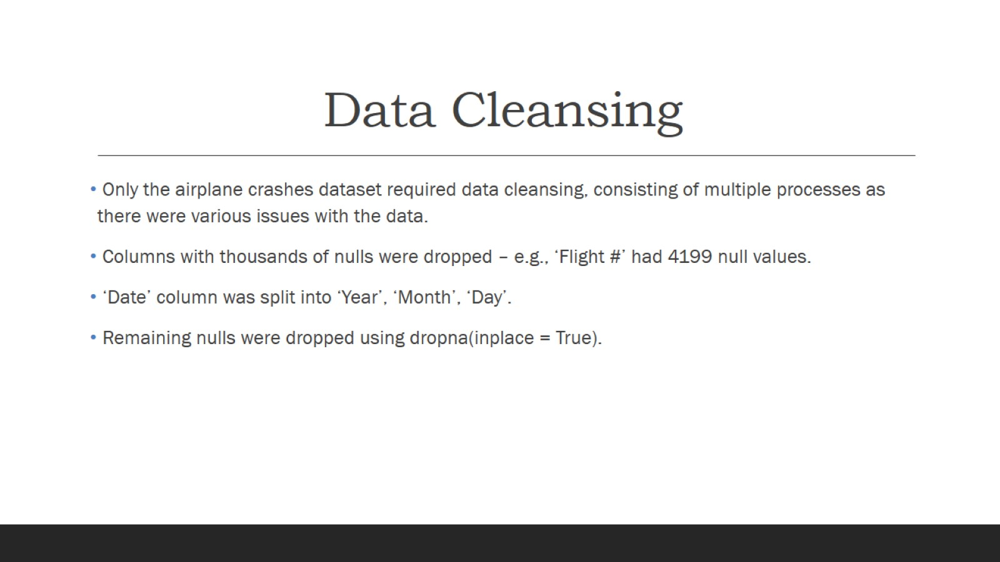 Data Cleansing
• Only the airplane crashes dataset required data cleansing, consisting of multiple processes as
there were various issues with the data.
• Columns with thousands of nulls were dropped – e.g., ‘Flight #’ had 4199 null values.
• ‘Date’ column was split into ‘Year’, ‘Month’, ‘Day’.
• Remaining nulls were dropped using dropna(inplace = True).